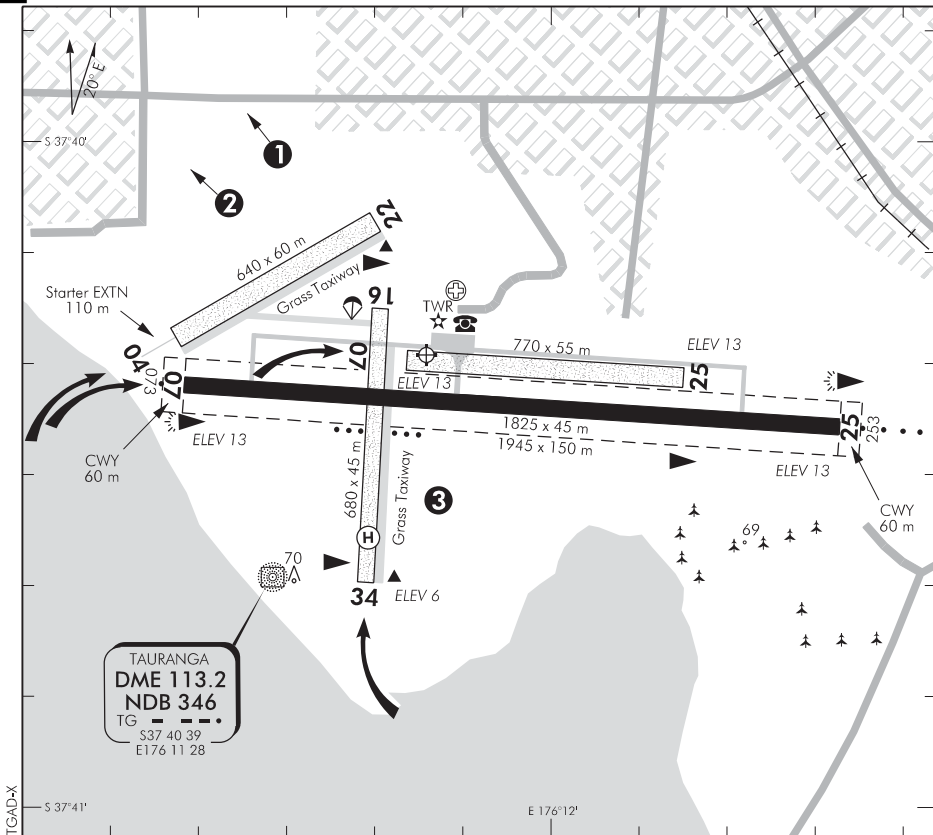 20° E
S 37°40'
1
2
22
640 x 60 m
Grass Taxiway
Starter EXTN
110 m
16
TWR
04
073
07
07
770 x 55 m
ELEV 13
ELEV 13
25
ELEV 13
CWY
60 m
1825 x 45 m
1945 x 150 m
25
253
ELEV 13
CWY
60 m
680 x 45 m
Grass Taxiway
3
H
69
70
34
ELEV 6
TAURANGA
DME 113.2
NDB 346
TG
S37 40 39
E176 11 28
TGAD-X
S 37°41'
E 176°12'